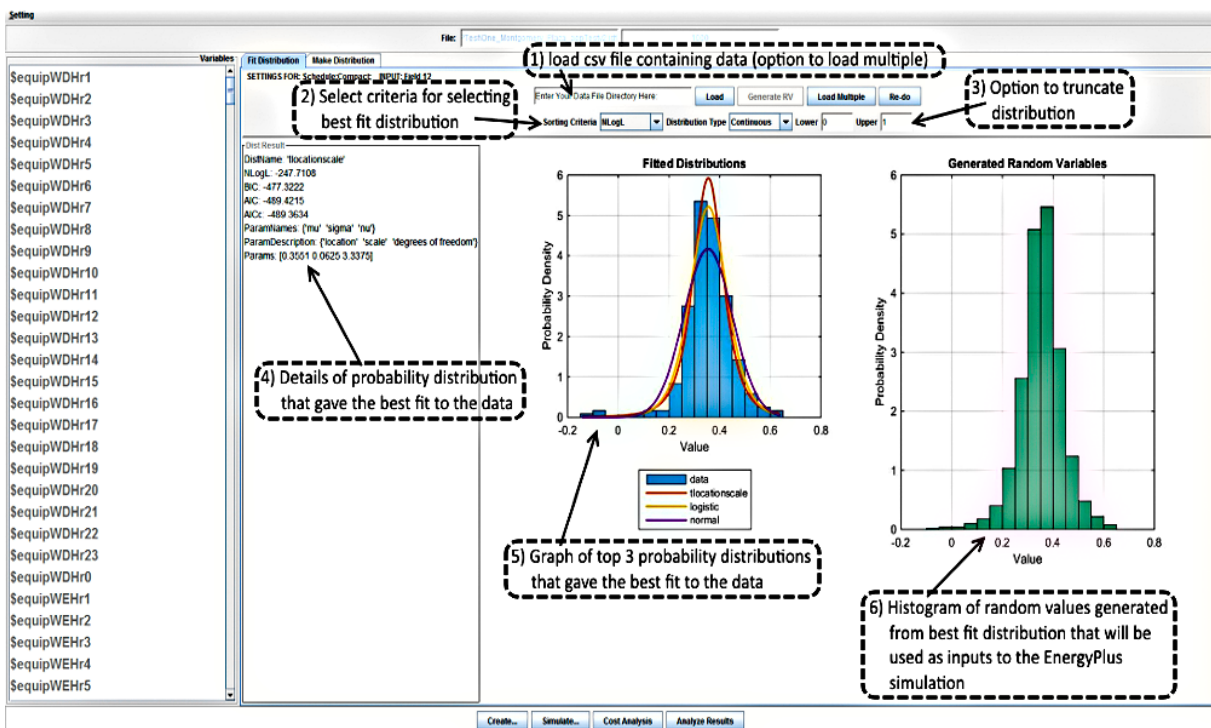 Setting
File:
Variables
$equipWDHr1
$equipWDHr2
$equipWDHr3
$equipWDHr4
$equipWDHr5
$equipWDHr6
$equipWDHr7
$equipWDHr8
$equipWDHr9
$equipWDHr10
$equipWDHr11
$equipWDHr12
$equipWDHr13
$equipWDHr14
$equipWDHr15
$equipWDHr16
$equipWDHr17
$equipWDHr18
$equipWDHr19
$equipWDHr20
$equipWDHr21
$equipWDHr22
$equipWDHr23
$equipWDHr0
$equipWEHr1
$equipWEHr2
$equipWEHr3
$equipWEHr4
$equipWEHr5
Fit Distribution Make Distribution
SETTINGS FOR: Schedule:Compact: INPUT: Field 12
1) load csv file containing data (option to load multiple)
Enter Your Data File Directory Here: Load Generate RV Load Multiple Re-do
2) Select criteria for selecting
best fit distribution
Sorting Criteria NLogL Distribution Type Continuous Lower 0 Upper 1
3) Option to truncate
distribution
Dist Result
DistName 'tlocationscale'
NLogL: -247.7108
BIC: -477.3222
AIC: -489.4215
AICc: -489.3634
ParamNames: {'mu' 'sigma' 'nu'}
ParamDescription: {'location' 'scale' 'degrees of freedom'}
Params: [0.3551 0.0625 3.3375]
4) Details of probability distribution
that gave the best fit to the data
Fitted Distributions
Probability Density
6
5
4
3
2
1
0
-0.2 0 0.2 0.4 0.6 0.8
Value
data
tlocationscale
logistic
normal
5) Graph of top 3 probability distributions
that gave the best fit to the data
Generated Random Variables
Probability Density
6
5
4
3
2
1
0
-0.2 0 0.2 0.4 0.6 0.8
Value
6) Histogram of random values generated
from best fit distribution that will be
used as inputs to the EnergyPlus
simulation
Create... Simulate... Cost Analysis Analyze Results